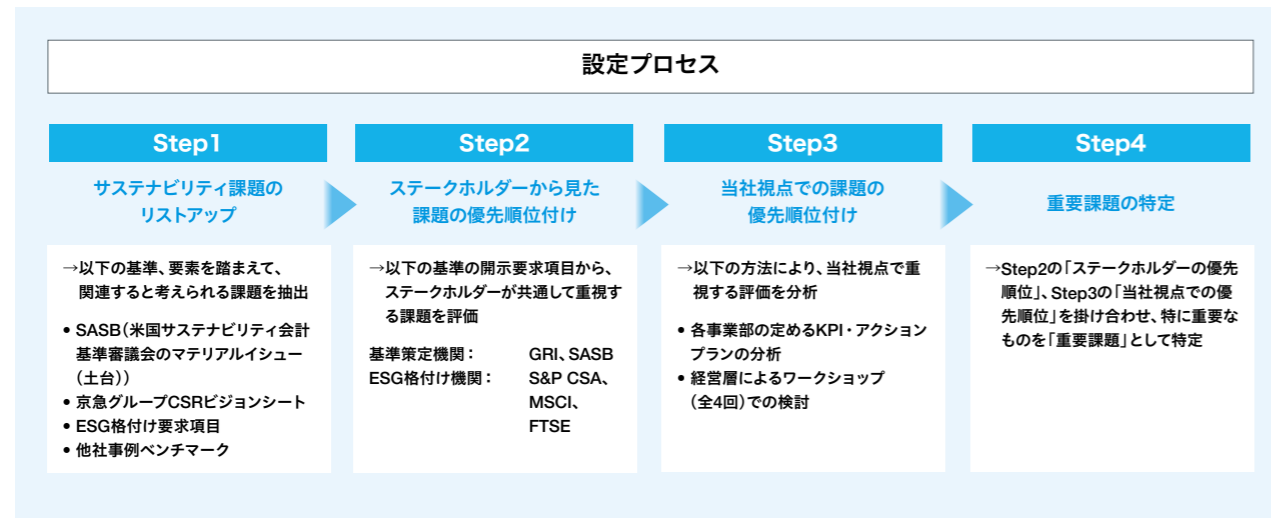 設定プロセス
Step1
サステナビリティ課題の
リストアップ
→以下の基準、要素を踏まえて、
関連すると考えられる課題を抽出
• SASB(米国サステナビリティ会計
基準審議会のマテリアルイシュー
(土台))
• 京急グループCSRビジョンシート
• ESG格付け要求項目
• 他社事例ベンチマーク
Step2
ステークホルダーから見た
課題の優先順位付け
→以下の基準の開示要求項目から、
ステークホルダーが共通して重視す
る課題を評価
基準策定機関： GRI、SASB
ESG格付け機関： S&P CSA、
MSCI、
FTSE
Step3
当社視点での課題の
優先順位付け
→以下の方法により、当社視点で重
視する評価を分析
• 各事業部の定めるKPI・アクション
プランの分析
• 経営層によるワークショップ
(全4回)での検討
Step4
重要課題の特定
→Step2の「ステークホルダーの優先
順位」、Step3の「当社視点での優
先順位」を掛け合わせ、特に重要な
ものを「重要課題」として特定